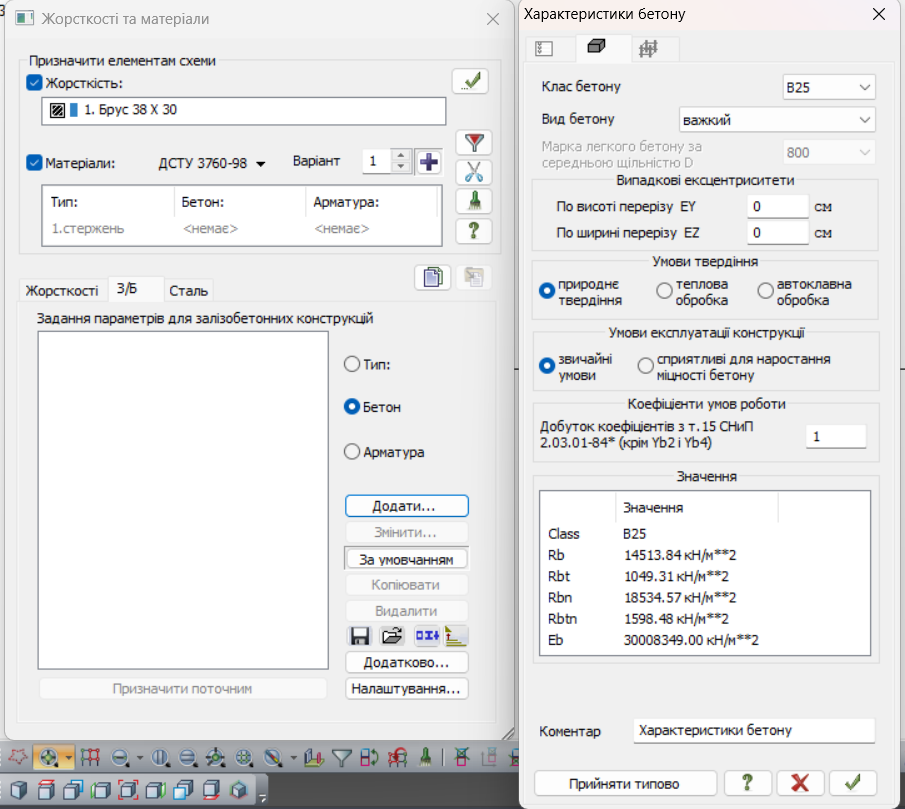 Жорсткості та матеріали
Призначити елементам схеми
Жорсткість:
1. Брус 38 X 30
Матеріали:
ДСТУ 3760-98
Варіант
1
Тип:
Бетон:
Арматура:
1.стержень
<немає>
<немає>
?
Жорсткості
З/Б
Сталь
Задання параметрів для залізобетонних конструкцій
Тип:
Бетон
Арматура
Додати...
Змінити...
За умовчанням
Копіювати
Видалити
Додатково...
Призначити поточним
Налаштування...
Характеристики бетону
Клас бетону
B25
Вид бетону
важкий
Марка легкого бетону за
середньою щільністю D
800
Випадкові ексцентриситети
По висоті перерізу EY
0
см
По ширині перерізу EZ
0
см
Умови твердіння
природнє
твердіння
теплова
обробка
автоклавна
обробка
Умови експлуатації конструкції
звичайні
умови
сприятливі для наростання
міцності бетону
Коефіцієнти умов роботи
Добуток коефіцієнтів з т.15 СНиП
2.03.01-84* (крім Yb2 і Yb4)
1
Значення
Значення
Class B25
Rb 14513.84 кН/м**2
Rbt 1049.31 кН/м**2
Rbn 18534.57 кН/м**2
Rbtn 1598.48 кН/м**2
Eb 30008349.00 кН/м**2
Коментар
Характеристики бетону
Прийняти типово
?